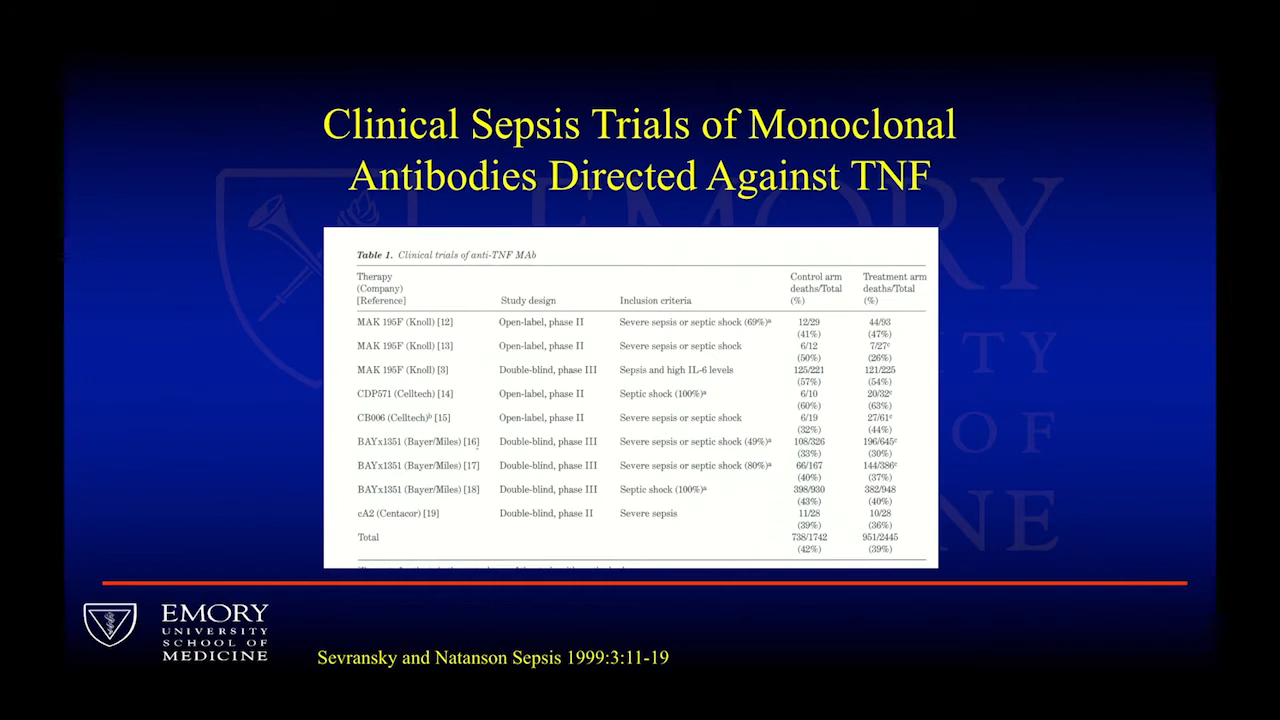 Clinical Sepsis Trials of Monoclonal
Antibodies Directed Against TNF
Table 1. Clinical trials of anti-TNF MAb
Therapy
(Company)
[Reference] Study design Inclusion criteria Control arm deaths/Total (%) Treatment arm deaths/Total (%)
MAK 195F (Knoll) [12] Open-label, phase II Severe sepsis or septic shock (69%)ᵃ 12/29 44/93
(41%) (47%)
MAK 195F (Knoll) [13] Open-label, phase II Severe sepsis or septic shock 6/12 7/27ᶜ
(50%) (26%)
MAK 195F (Knoll) [3] Double-blind, phase III Sepsis and high IL-6 levels 125/221 121/225
(57%) (54%)
CDP571 (Celltech) [14] Open-label, phase II Septic shock (100%)ᵃ 6/10 20/32ᶜ
(60%) (63%)
CB006 (Celltech)ᵇ [15] Open-label, phase II Severe sepsis or septic shock 6/19 27/61ᶜ
(32%) (44%)
BAYx1351 (Bayer/Miles) [16] Double-blind, phase III Severe sepsis or septic shock (49%)ᵃ 108/326 196/645ᶜ
(33%) (30%)
BAYx1351 (Bayer/Miles) [17] Double-blind, phase III Severe sepsis or septic shock (80%)ᵃ 66/167 144/386ᶜ
(40%) (37%)
BAYx1351 (Bayer/Miles) [18] Double-blind, phase III Septic shock (100%)ᵃ 398/930 382/948
(43%) (40%)
cA2 (Centacor) [19] Double-blind, phase II Severe sepsis 11/28 10/28
(39%) (36%)
Total 738/1742 951/2445
(42%) (39%)
EMORY
UNIVERSITY
SCHOOL OF
MEDICINE
Sevransky and Natanson Sepsis 1999:3:11-19